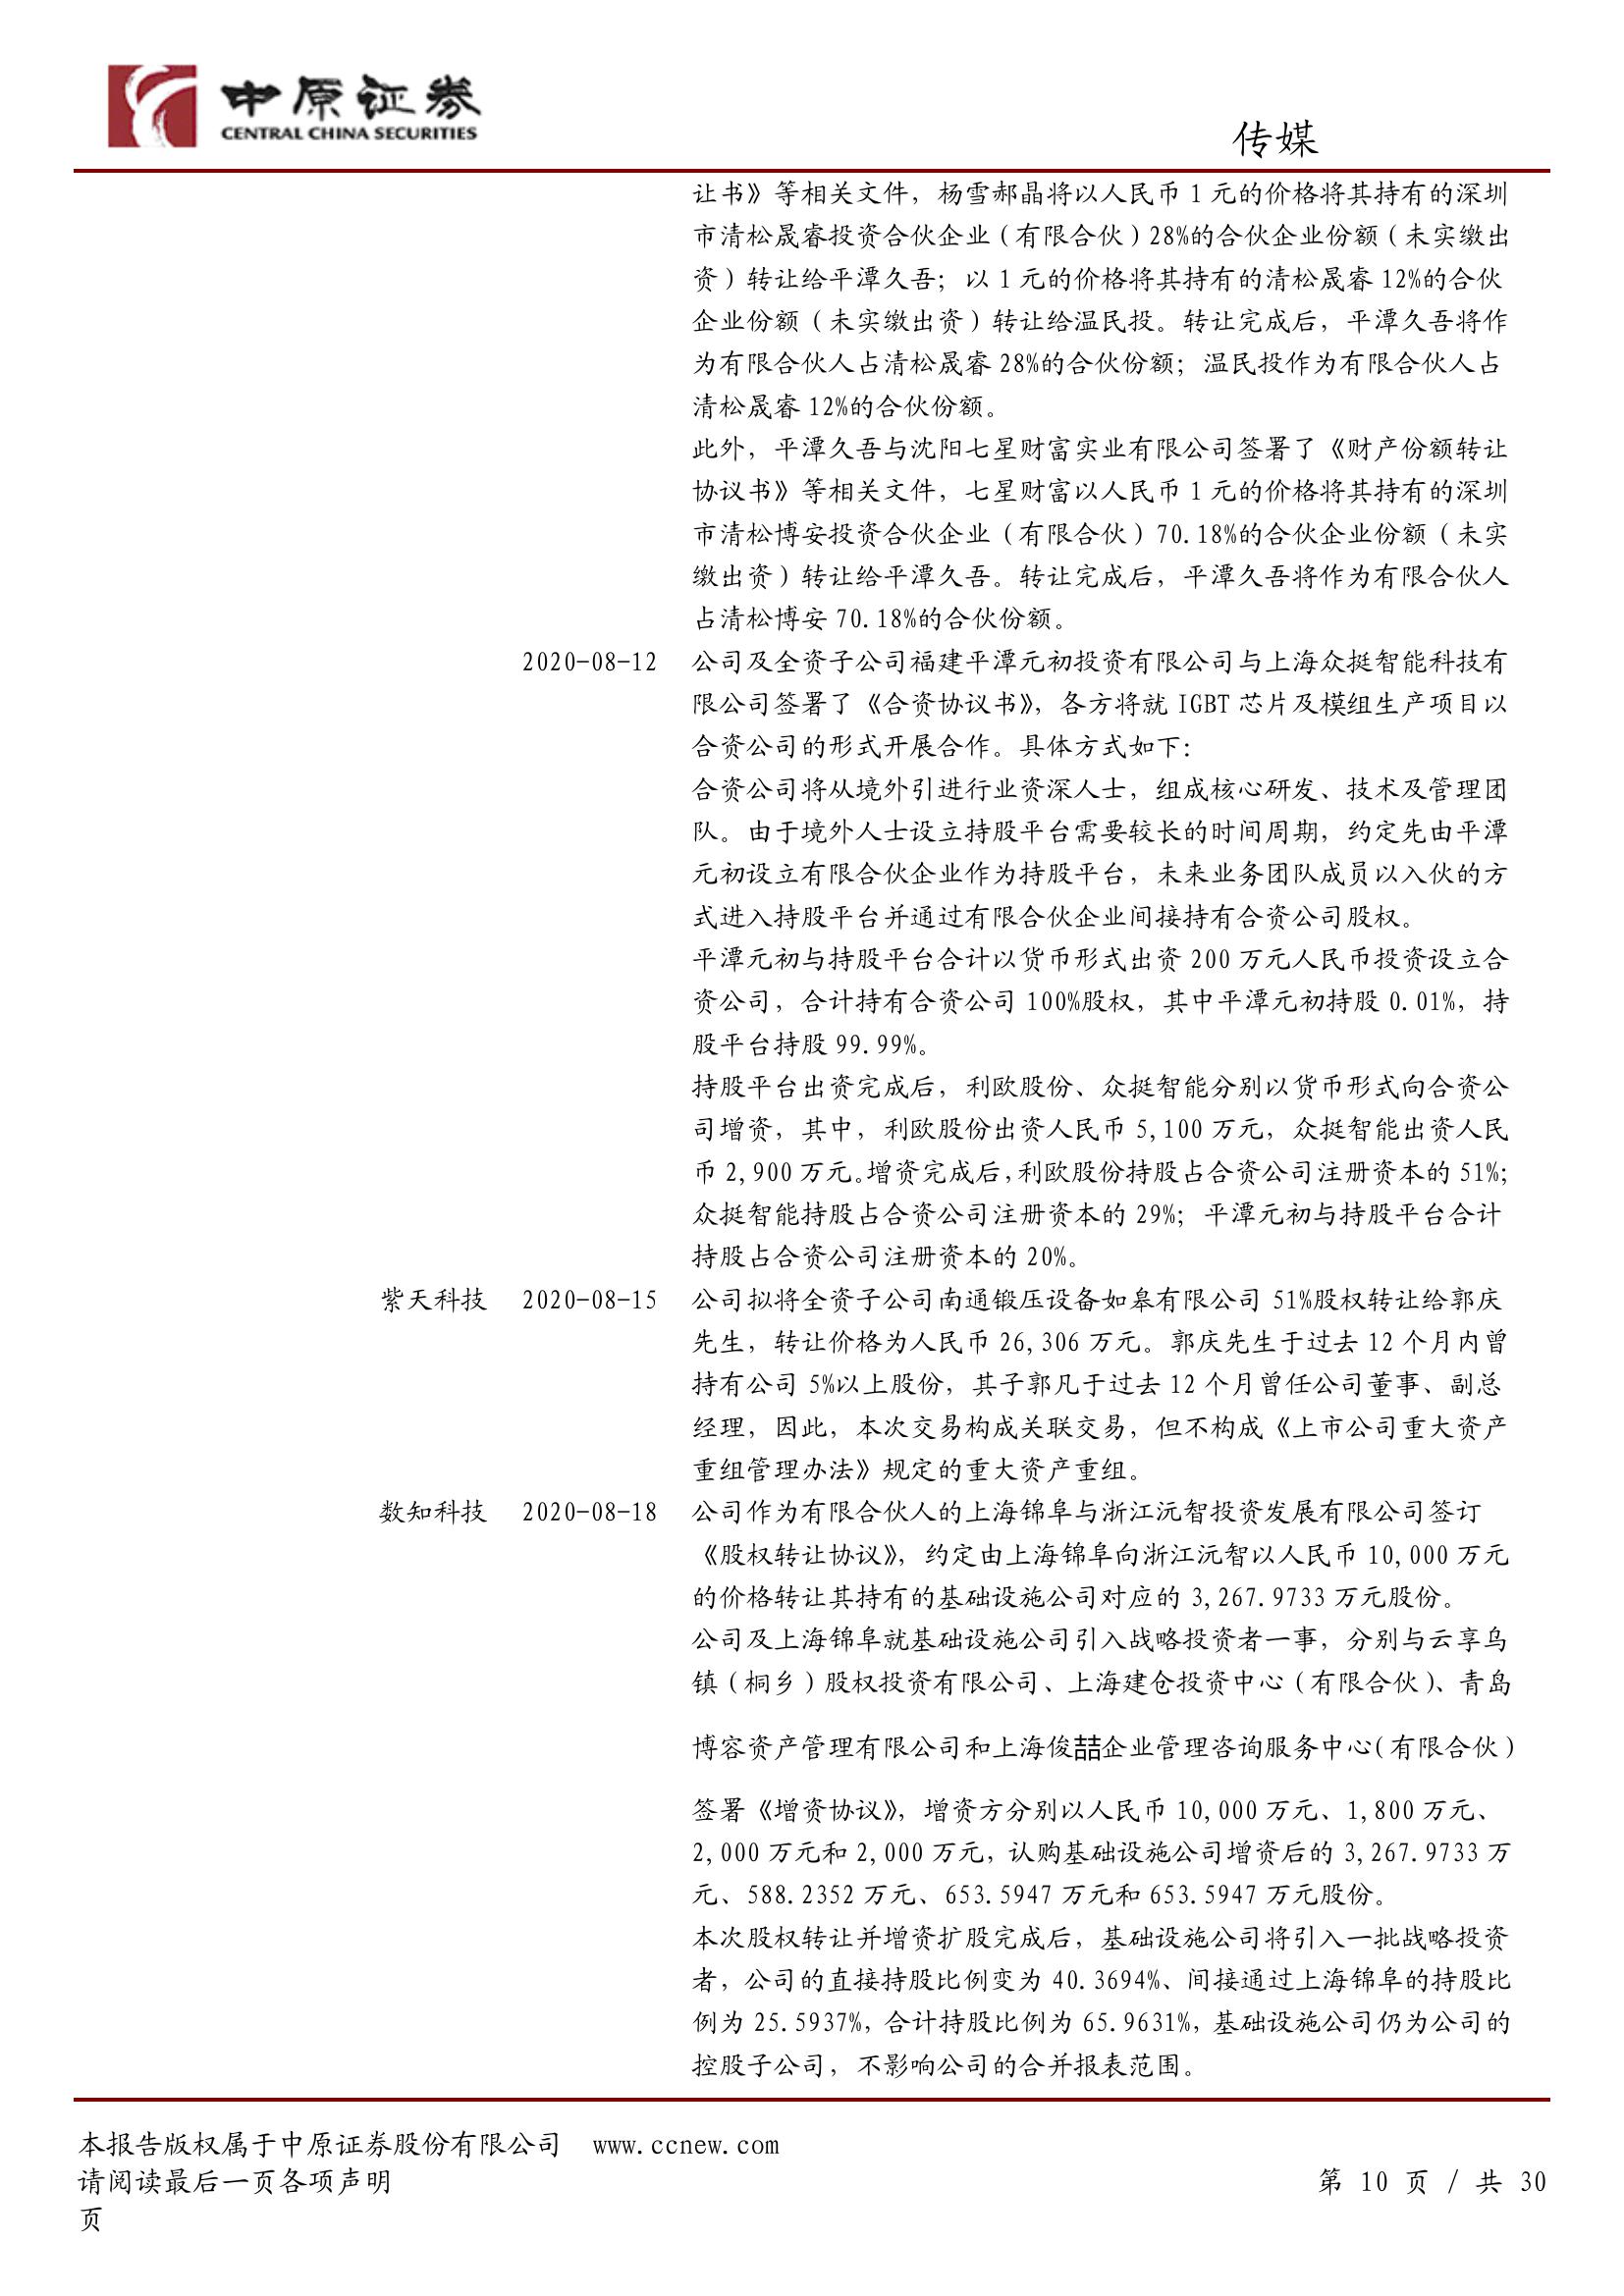 中原证券
CENTRAL CHINA SECURITIES
传媒
让书》等相关文件，杨雪郝晶将以人民币 1 元的价格将其持有的深圳
市清松晟睿投资合伙企业（有限合伙）28%的合伙企业份额（未实缴出
资）转让给平潭久吾；以 1 元的价格将其持有的清松晟睿 12%的合伙
企业份额（未实缴出资）转让给温民投。转让完成后，平潭久吾将作
为有限合伙人占清松晟睿 28%的合伙份额；温民投作为有限合伙人占
清松晟睿 12%的合伙份额。
此外，平潭久吾与沈阳七星财富实业有限公司签署了《财产份额转让
协议书》等相关文件，七星财富以人民币 1 元的价格将其持有的深圳
市清松博安投资合伙企业（有限合伙）70.18%的合伙企业份额（未实
缴出资）转让给平潭久吾。转让完成后，平潭久吾将作为有限合伙人
占清松博安 70.18%的合伙份额。
2020-08-12 公司及全资子公司福建平潭元初投资有限公司与上海众挺智能科技有
限公司签署了《合资协议书》，各方将就 IGBT 芯片及模组生产项目以
合资公司的形式开展合作。具体方式如下：
合资公司将从境外引进行业资深人士，组成核心研发、技术及管理团
队。由于境外人士设立持股平台需要较长的时间周期，约定先由平潭
元初设立有限合伙企业作为持股平台，未来业务团队成员以入伙的方
式进入持股平台并通过有限合伙企业间接持有合资公司股权。
平潭元初与持股平台合计以货币形式出资 200 万元人民币投资设立合
资公司，合计持有合资公司 100%股权，其中平潭元初持股 0.01%，持
股平台持股 99.99%。
持股平台出资完成后，利欧股份、众挺智能分别以货币形式向合资公
司增资，其中，利欧股份出资人民币 5,100 万元，众挺智能出资人民
币 2,900 万元。增资完成后，利欧股份持股占合资公司注册资本的 51%；
众挺智能持股占合资公司注册资本的 29%；平潭元初与持股平台合计
持股占合资公司注册资本的 20%。
紫天科技 2020-08-15 公司拟将全资子公司南通锻压设备如皋有限公司 51%股权转让给郭庆
先生，转让价格为人民币 26,306 万元。郭庆先生于过去 12 个月内曾
持有公司 5%以上股份，其子郭凡于过去 12 个月曾任公司董事、副总
经理，因此，本次交易构成关联交易，但不构成《上市公司重大资产
重组管理办法》规定的重大资产重组。
数知科技 2020-08-18 公司作为有限合伙人的上海锦阜与浙江沅智投资发展有限公司签订
《股权转让协议》，约定由上海锦阜向浙江沅智以人民币 10,000 万元
的价格转让其持有的基础设施公司对应的 3,267.9733 万元股份。
公司及上海锦阜就基础设施公司引入战略投资者一事，分别与云享乌
镇（桐乡）股权投资有限公司、上海建仓投资中心（有限合伙）、青岛
博容资产管理有限公司和上海俊喆企业管理咨询服务中心(有限合伙)
签署《增资协议》，增资方分别以人民币 10,000 万元、1,800 万元、
2,000 万元和 2,000 万元，认购基础设施公司增资后的 3,267.9733 万
元、588.2352 万元、653.5947 万元和 653.5947 万元股份。
本次股权转让并增资扩股完成后，基础设施公司将引入一批战略投资
者，公司的直接持股比例变为 40.3694%、间接通过上海锦阜的持股比
例为 25.5937%，合计持股比例为 65.9631%，基础设施公司仍为公司的
控股子公司，不影响公司的合并报表范围。
本报告版权属于中原证券股份有限公司 www.ccnew.com
请阅读最后一页各项声明 第 10 页 / 共 30
页